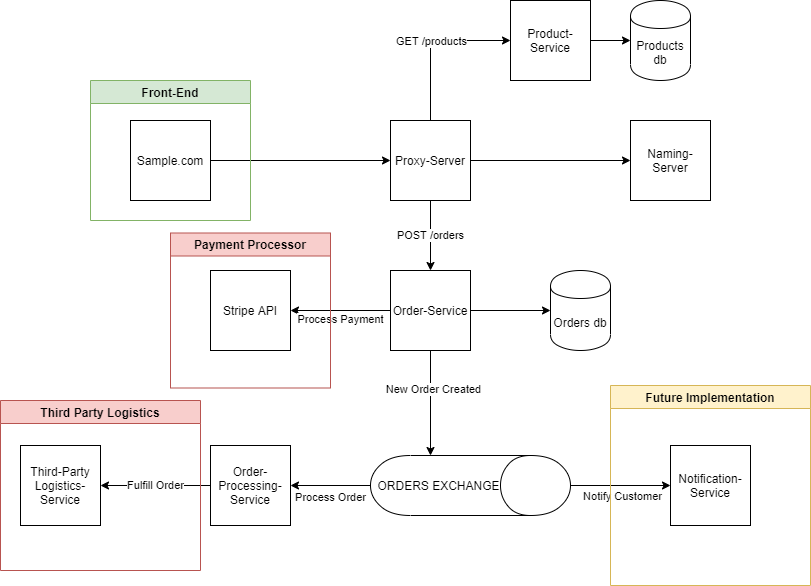 Product-
Service
Products
db
GET /products
Front-End
Sample.com
Proxy-Server
Naming-
Server
POST /orders
Payment Processor
Stripe API
Process Payment
Order-Service
Orders db
New Order Created
Third Party Logistics
Third-Party
Logistics-
Service
Fulfill Order
Order-
Processing-
Service
Process Order
ORDERS EXCHANGE
Notify Customer
Future Implementation
Notification-
Service